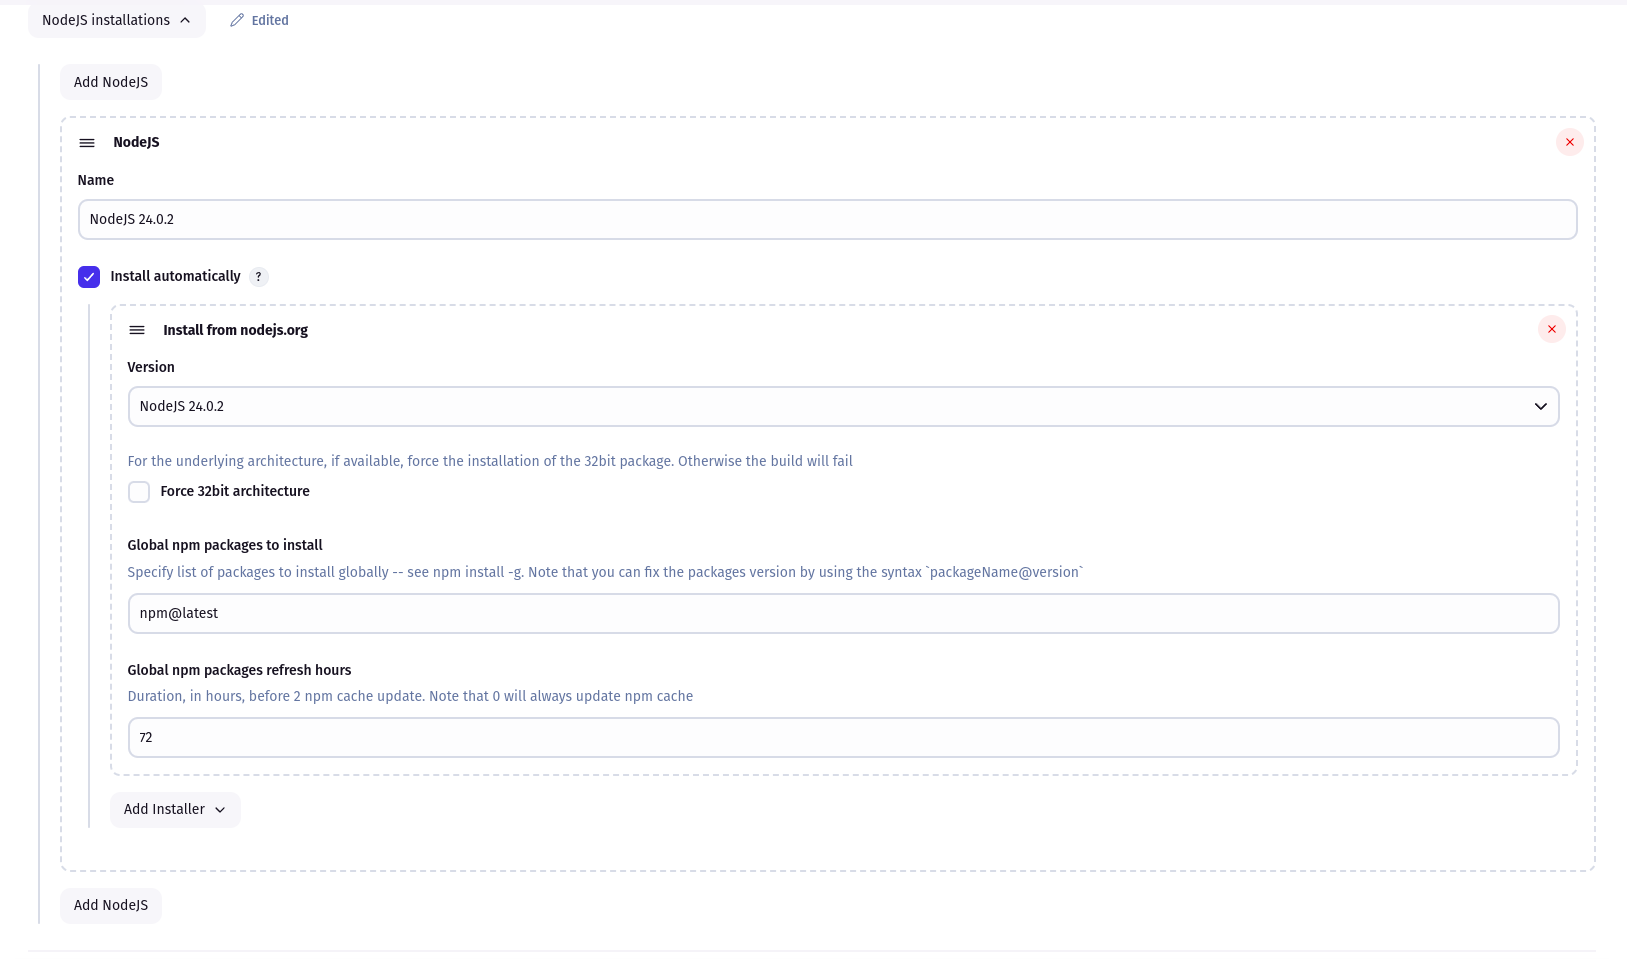 NodeJS installations
Edited
Add NodeJS
NodeJS
Name
NodeJS 24.0.2
Install automatically ?
Install from nodejs.org
Version
NodeJS 24.0.2
For the underlying architecture, if available, force the installation of the 32bit package. Otherwise the build will fail
Force 32bit architecture
Global npm packages to install
Specify list of packages to install globally -- see npm install -g. Note that you can fix the packages version by using the syntax `packageName@version`
npm@latest
Global npm packages refresh hours
Duration, in hours, before 2 npm cache update. Note that 0 will always update npm cache
72
Add Installer
Add NodeJS